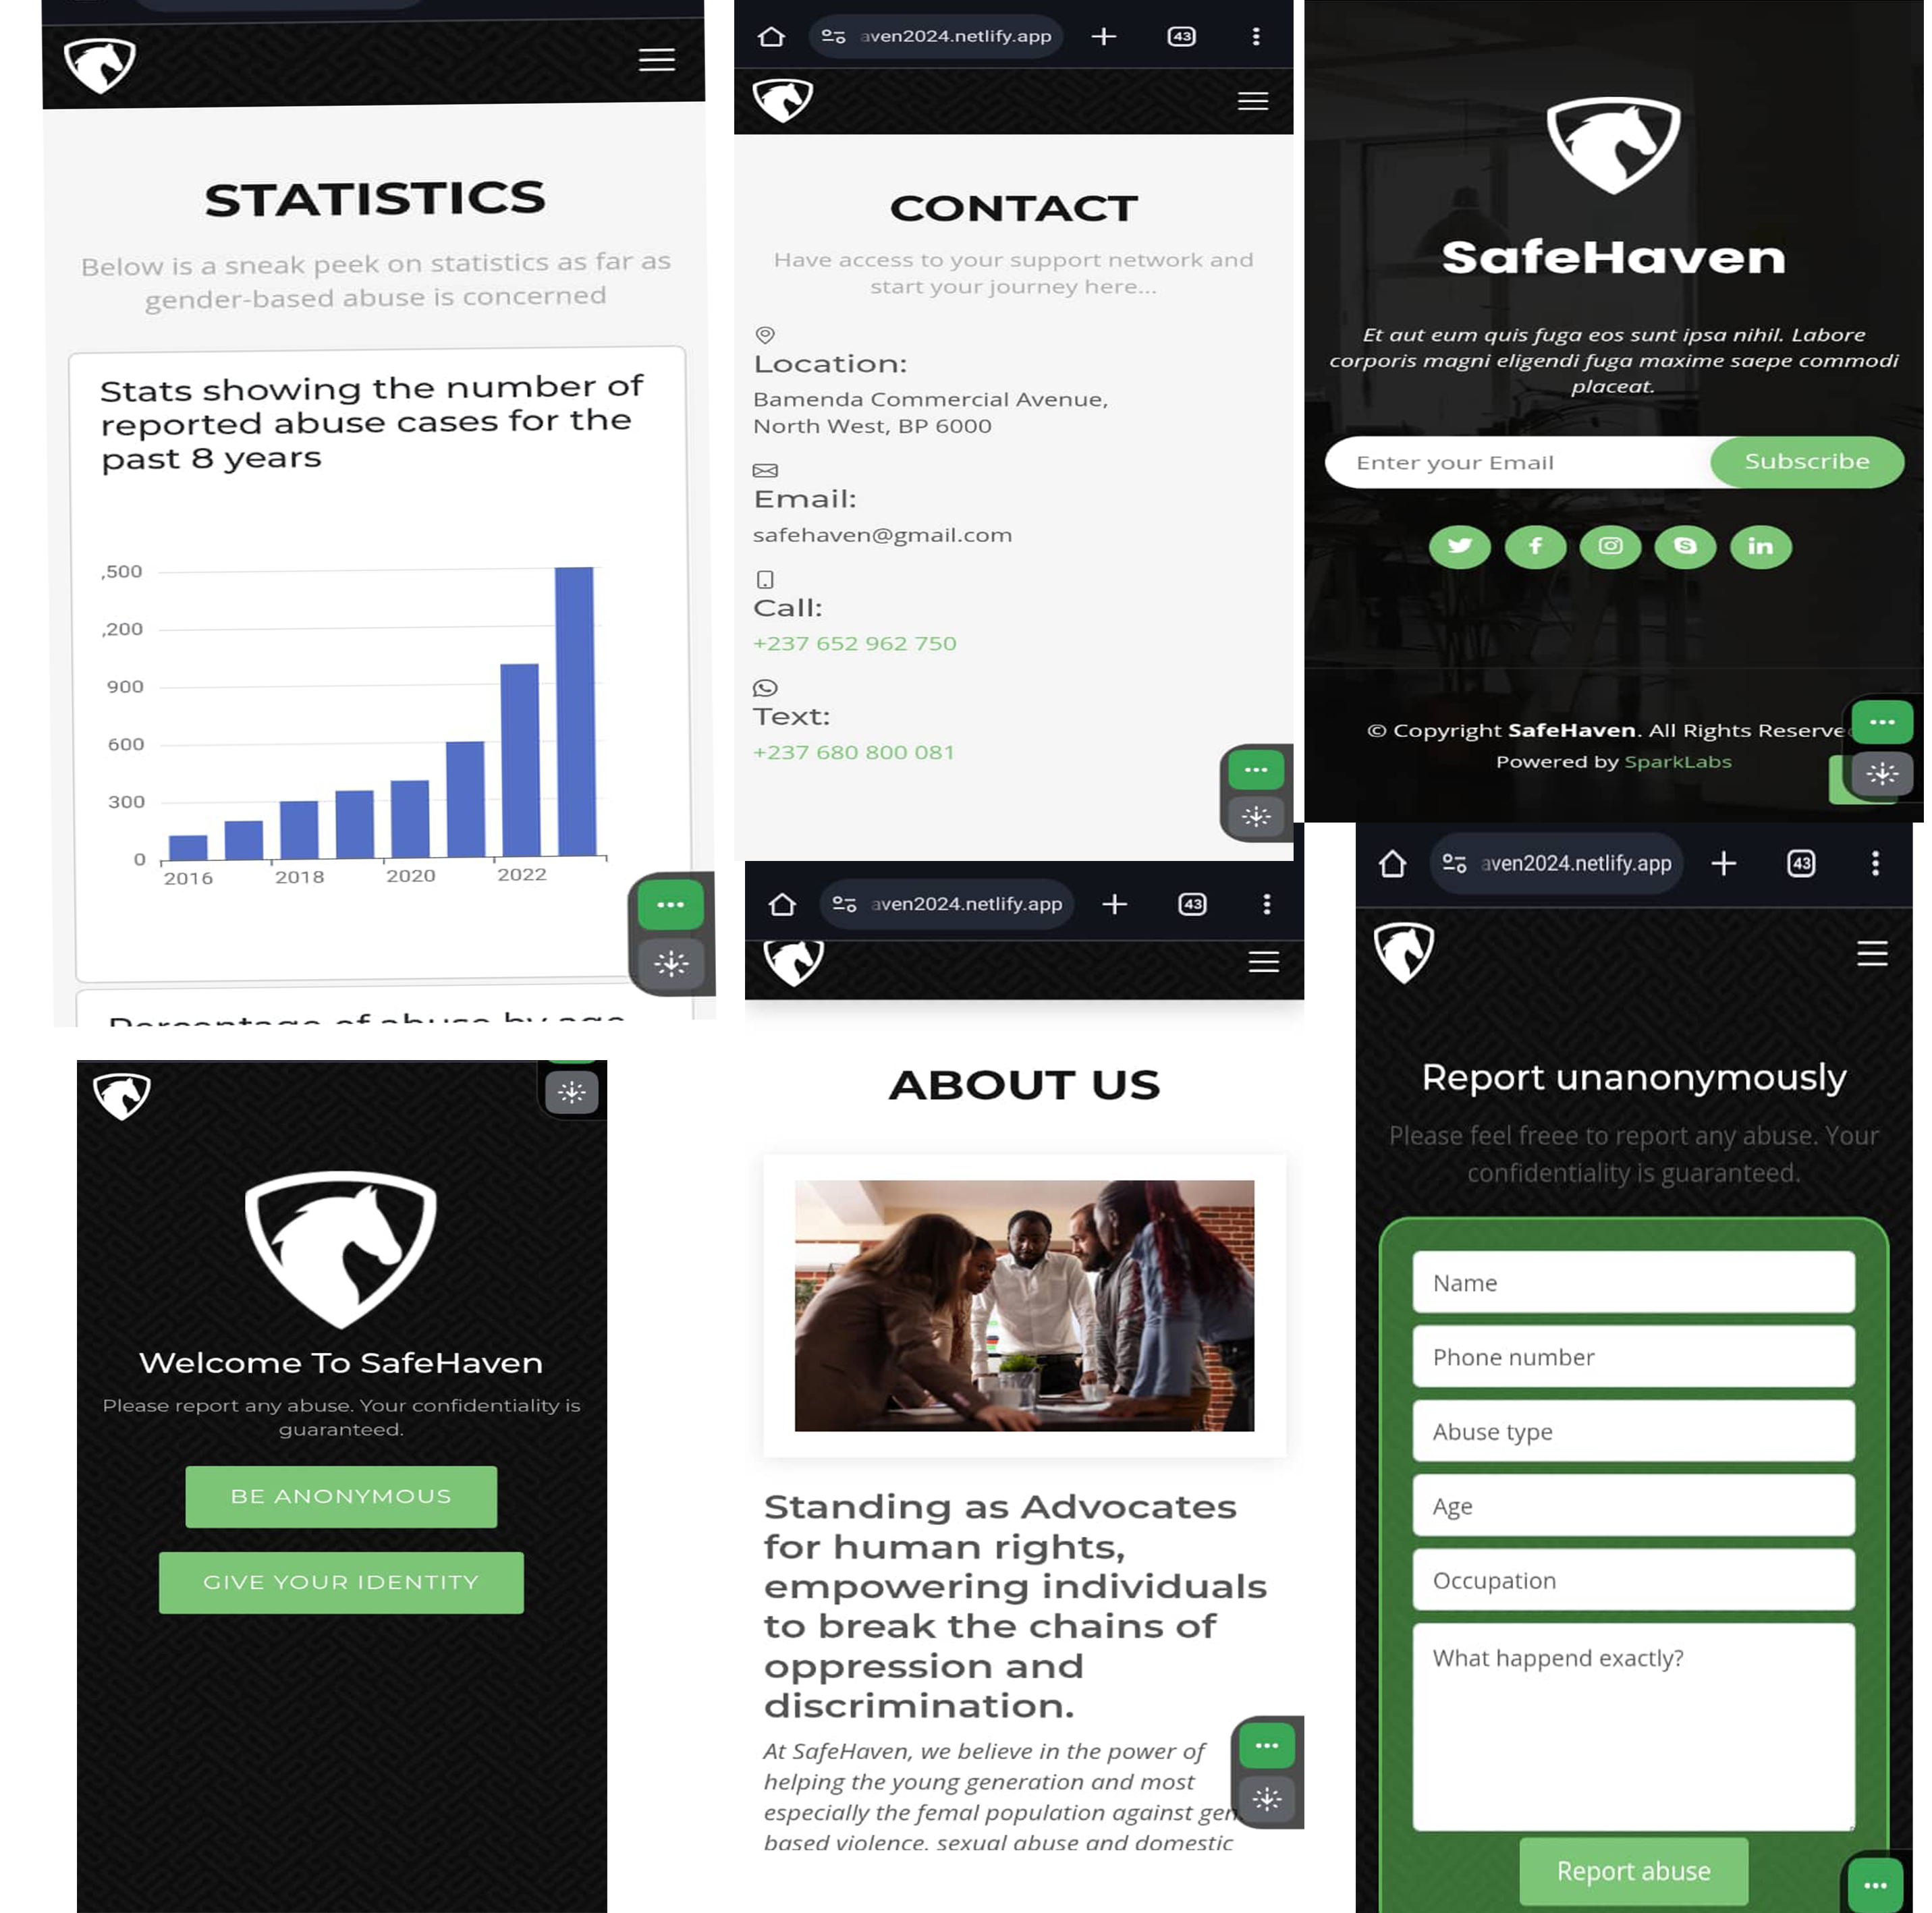 STATISTICS
Below is a sneak peek on statistics as far as
gender-based abuse is concerned
Stats showing the number of
reported abuse cases for the
past 8 years
,500
,200
900
600
300
0
2016 2018 2020 2022
Percentage of abuse by age
43
aven2024.netlify.app
CONTACT
Have access to your support network and
start your journey here...
Location:
Bamenda Commercial Avenue,
North West, BP 6000
Email:
safehaven@gmail.com
Call:
+237 652 962 750
Text:
+237 680 800 081
SafeHaven
Et aut eum quis fuga eos sunt ipsa nihil. Labore
corporis magni eligendi fuga maxime saepe commodi
placeat.
Enter your Email Subscribe
© Copyright SafeHaven. All Rights Reserve
Powered by SparkLabs
Welcome To SafeHaven
Please report any abuse. Your confidentiality is
guaranteed.
BE ANONYMOUS
GIVE YOUR IDENTITY
aven2024.netlify.app 43
ABOUT US
Standing as Advocates
for human rights,
empowering individuals
to break the chains of
oppression and
discrimination.
At SafeHaven, we believe in the power of
helping the young generation and most
especially the femal population against gen
based violence, sexual abuse and domestic
aven2024.netlify.app 43
Report unanonymously
Please feel freee to report any abuse. Your
confidentiality is guaranteed.
Name
Phone number
Abuse type
Age
Occupation
What happend exactly?
Report abuse